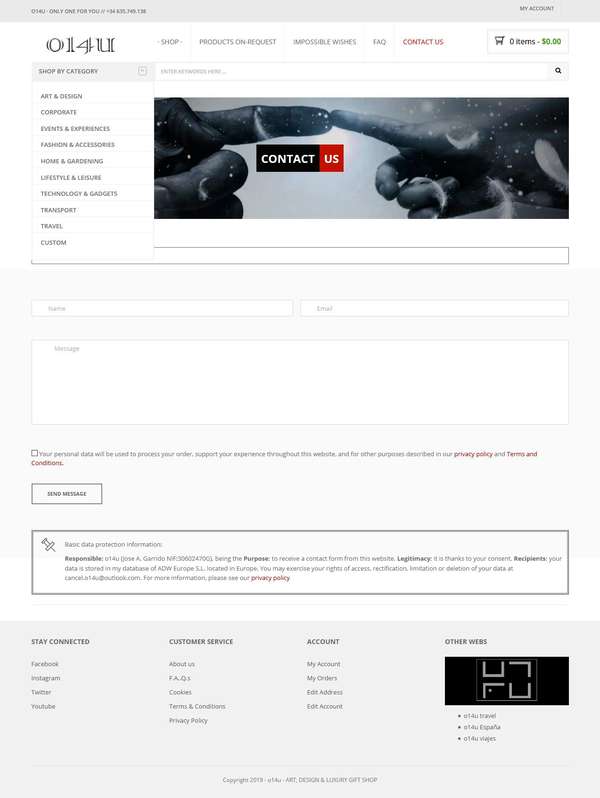 O14U - ONLY ONE FOR YOU // +34 635.749.138
MY ACCOUNT
o14u
- SHOP -
PRODUCTS ON-REQUEST
IMPOSSIBLE WISHES
FAQ
CONTACT US
0 items - $0.00
SHOP BY CATEGORY
ENTER KEYWORDS HERE ...
ART & DESIGN
CORPORATE
EVENTS & EXPERIENCES
FASHION & ACCESSORIES
HOME & GARDENING
LIFESTYLE & LEISURE
TECHNOLOGY & GADGETS
TRANSPORT
TRAVEL
CUSTOM
CONTACT US
Name
Email
Message
Your personal data will be used to process your order, support your experience throughout this website, and for other purposes described in our privacy policy and Terms and
Conditions.
SEND MESSAGE
Basic data protection information:
Responsible: o14u (Jose A. Garrido NIF:30602470G), being the Purpose: to receive a contact form from this website. Legitimacy: it is thanks to your consent. Recipients: your
data is stored in my database of ADW Europe S.L. located in Europe. You may exercise your rights of access, rectification, limitation or deletion of your data at
cancel.o14u@outlook.com. For more information, please see our privacy policy
STAY CONNECTED
Facebook
Instagram
Twitter
Youtube
CUSTOMER SERVICE
About us
F.A..Q.s
Cookies
Terms & Conditions
Privacy Policy
ACCOUNT
My Account
My Orders
Edit Address
Edit Account
OTHER WEBS
o14u travel
o14u España
o14u viajes
Copyright 2019 - o14u - ART, DESIGN & LUXURY GIFT SHOP